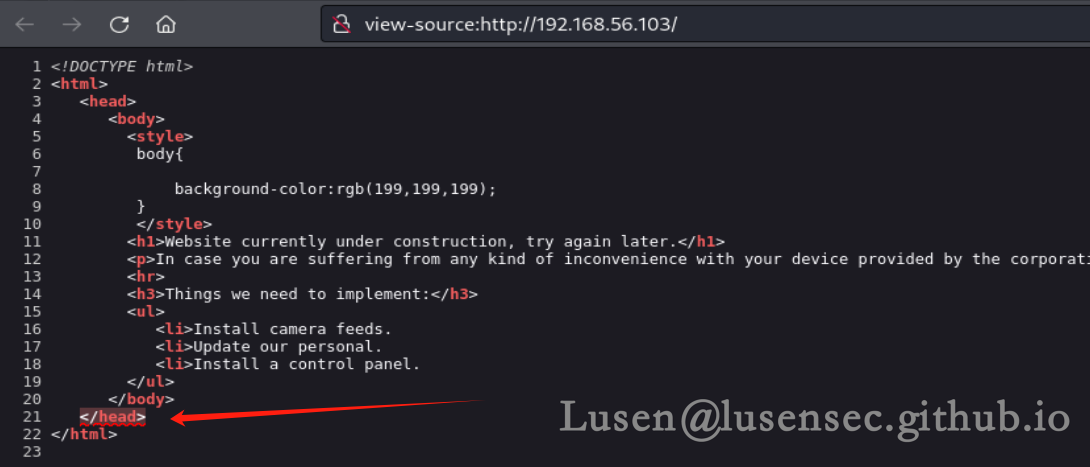 view-source:http://192.168.56.103/
1 <!DOCTYPE html>
2 <html>
3 <head>
4 <body>
5 <style>
6 body{
7
8 background-color:rgb(199,199,199);
9 }
10 </style>
11 <h1>Website currently under construction, try again later.</h1>
12 <p>In case you are suffering from any kind of inconvenience with your device provided by the corporati
13 <hr>
14 <h3>Things we need to implement:</h3>
15 <ul>
16 <li>Install camera feeds.
17 <li>Update our personal.
18 <li>Install a control panel.
19 </ul>
20 </body>
21 </head>
22 </html>
23
Lusen@lusensec.github.io